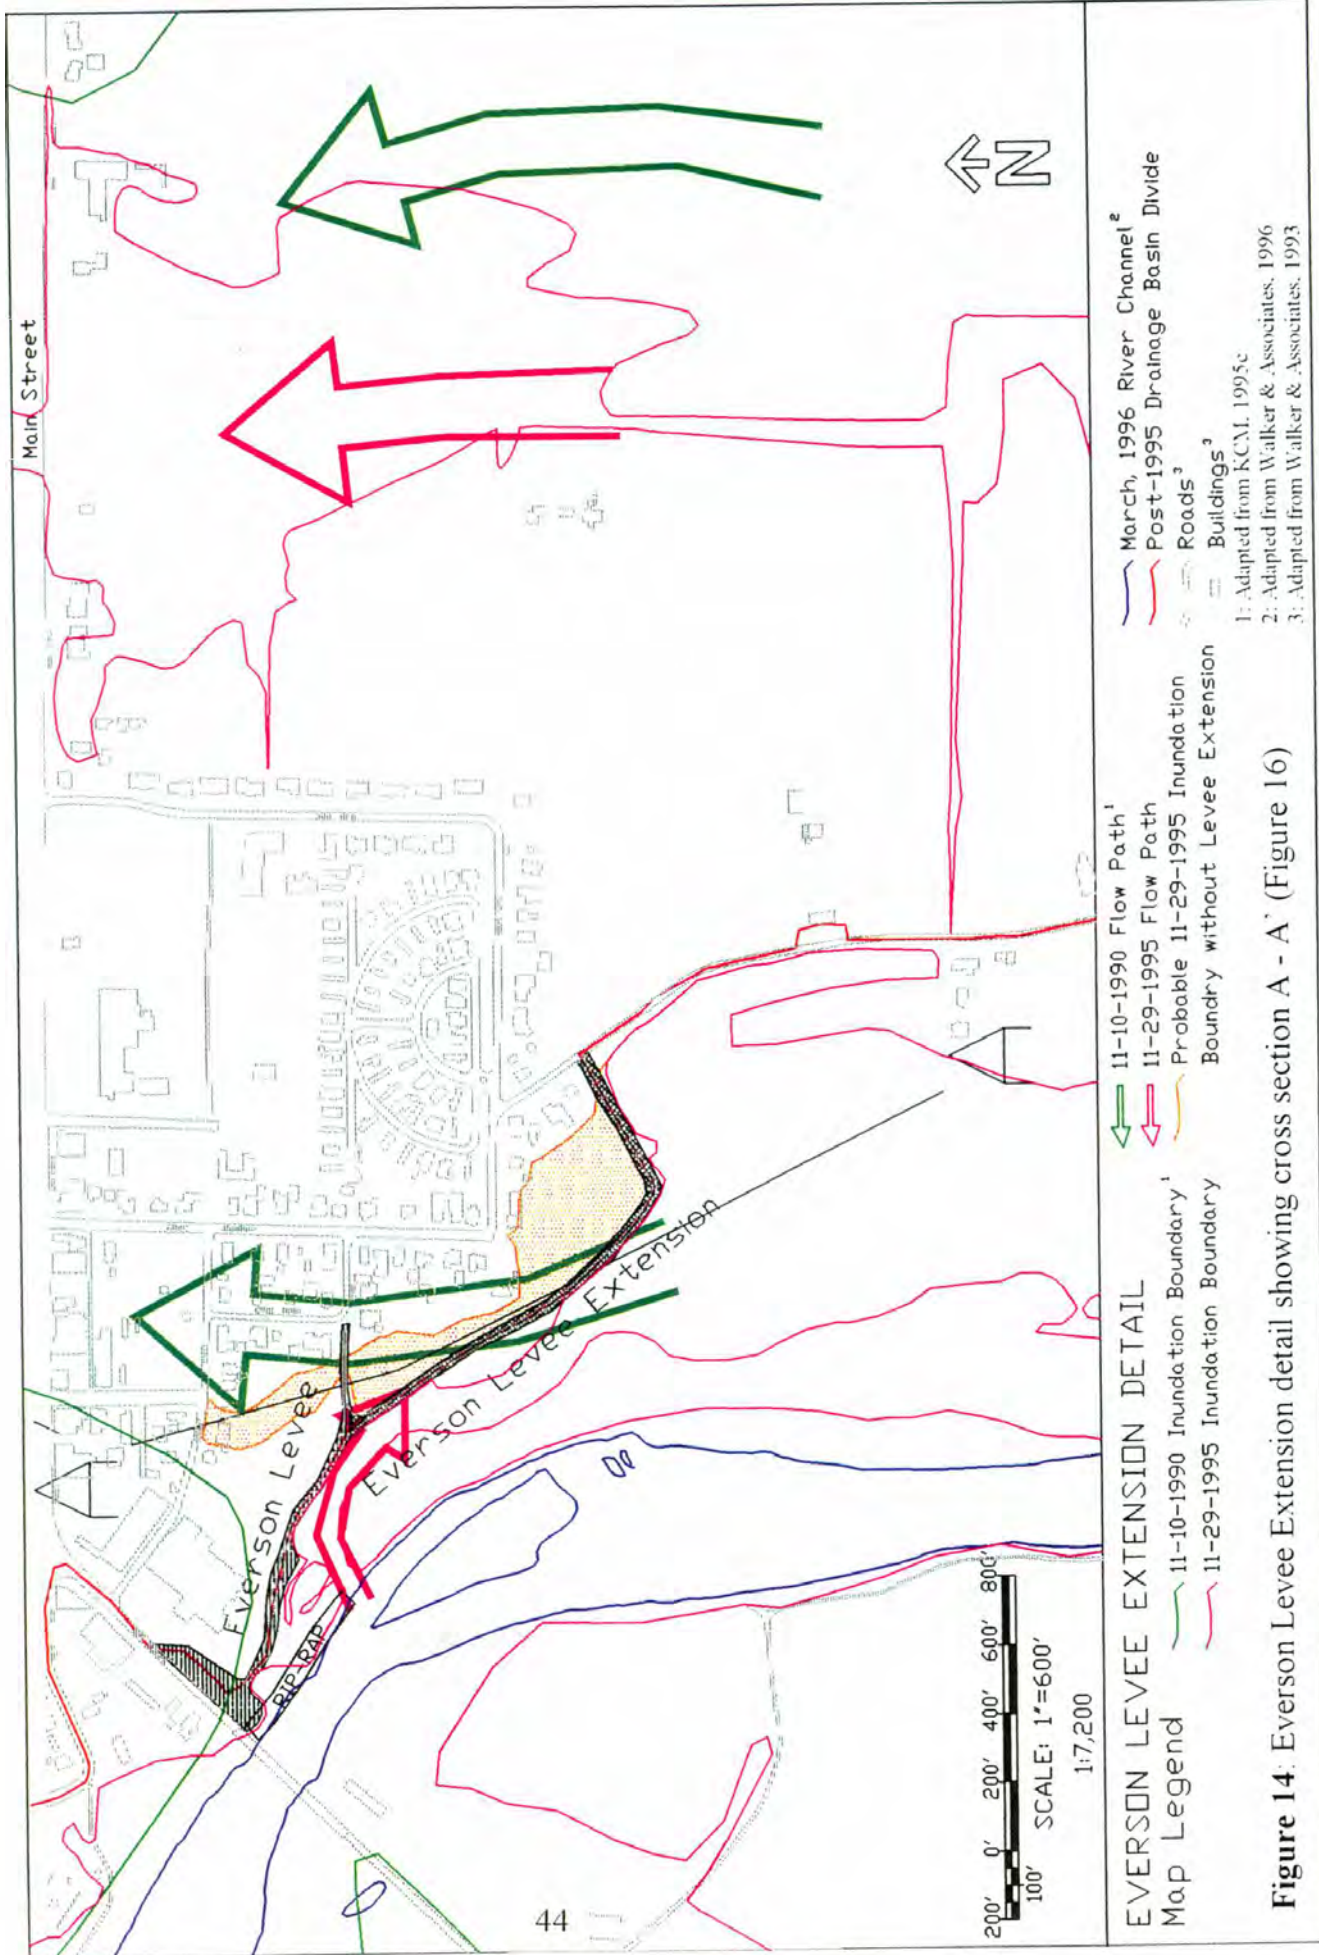 Main Street
Everson Levee
Everson Levee Extension
RIP-RAP
N
200' 0' 200' 400' 600' 800'
100'
SCALE: 1"=600'
1:7,200
EVERSON LEVEE EXTENSION DETAIL
Map Legend
11-10-1990 Inundation Boundary¹
11-29-1995 Inundation Boundary
11-10-1990 Flow Path¹
11-29-1995 Flow Path
Probable 11-29-1995 Inundation
Boundry without Levee Extension
March, 1996 River Channel²
Post-1995 Drainage Basin Divide
Roads³
Buildings³
1: Adapted from KCM, 1995c
2: Adapted from Walker & Associates, 1996
3: Adapted from Walker & Associates, 1993
Figure 14: Everson Levee Extension detail showing cross section A - A' (Figure 16)
44